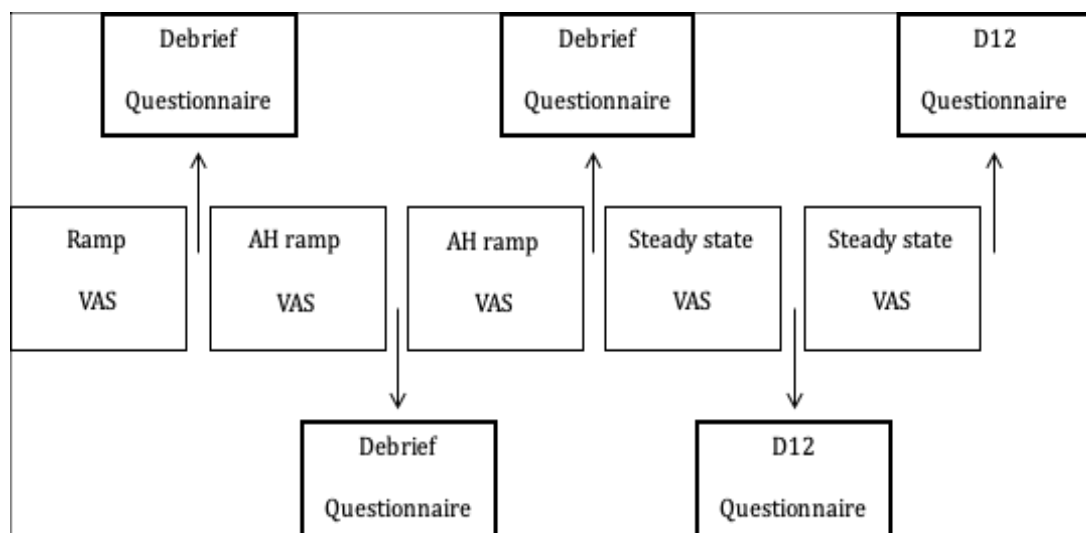 Debrief
Questionnaire
Debrief
Questionnaire
D12
Questionnaire
Ramp
VAS
AH ramp
VAS
AH ramp
VAS
Steady state
VAS
Steady state
VAS
Debrief
Questionnaire
D12
Questionnaire